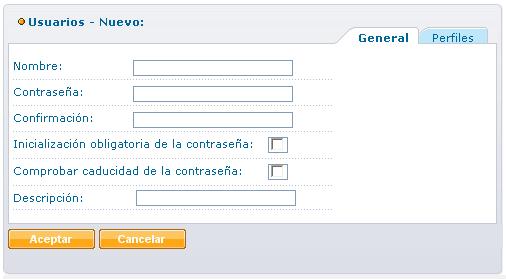 Usuarios - Nuevo:
General Perfiles
Nombre:
Contraseña:
Confirmación:
Inicialización obligatoria de la contraseña:
Comprobar caducidad de la contraseña:
Descripción:
Aceptar Cancelar